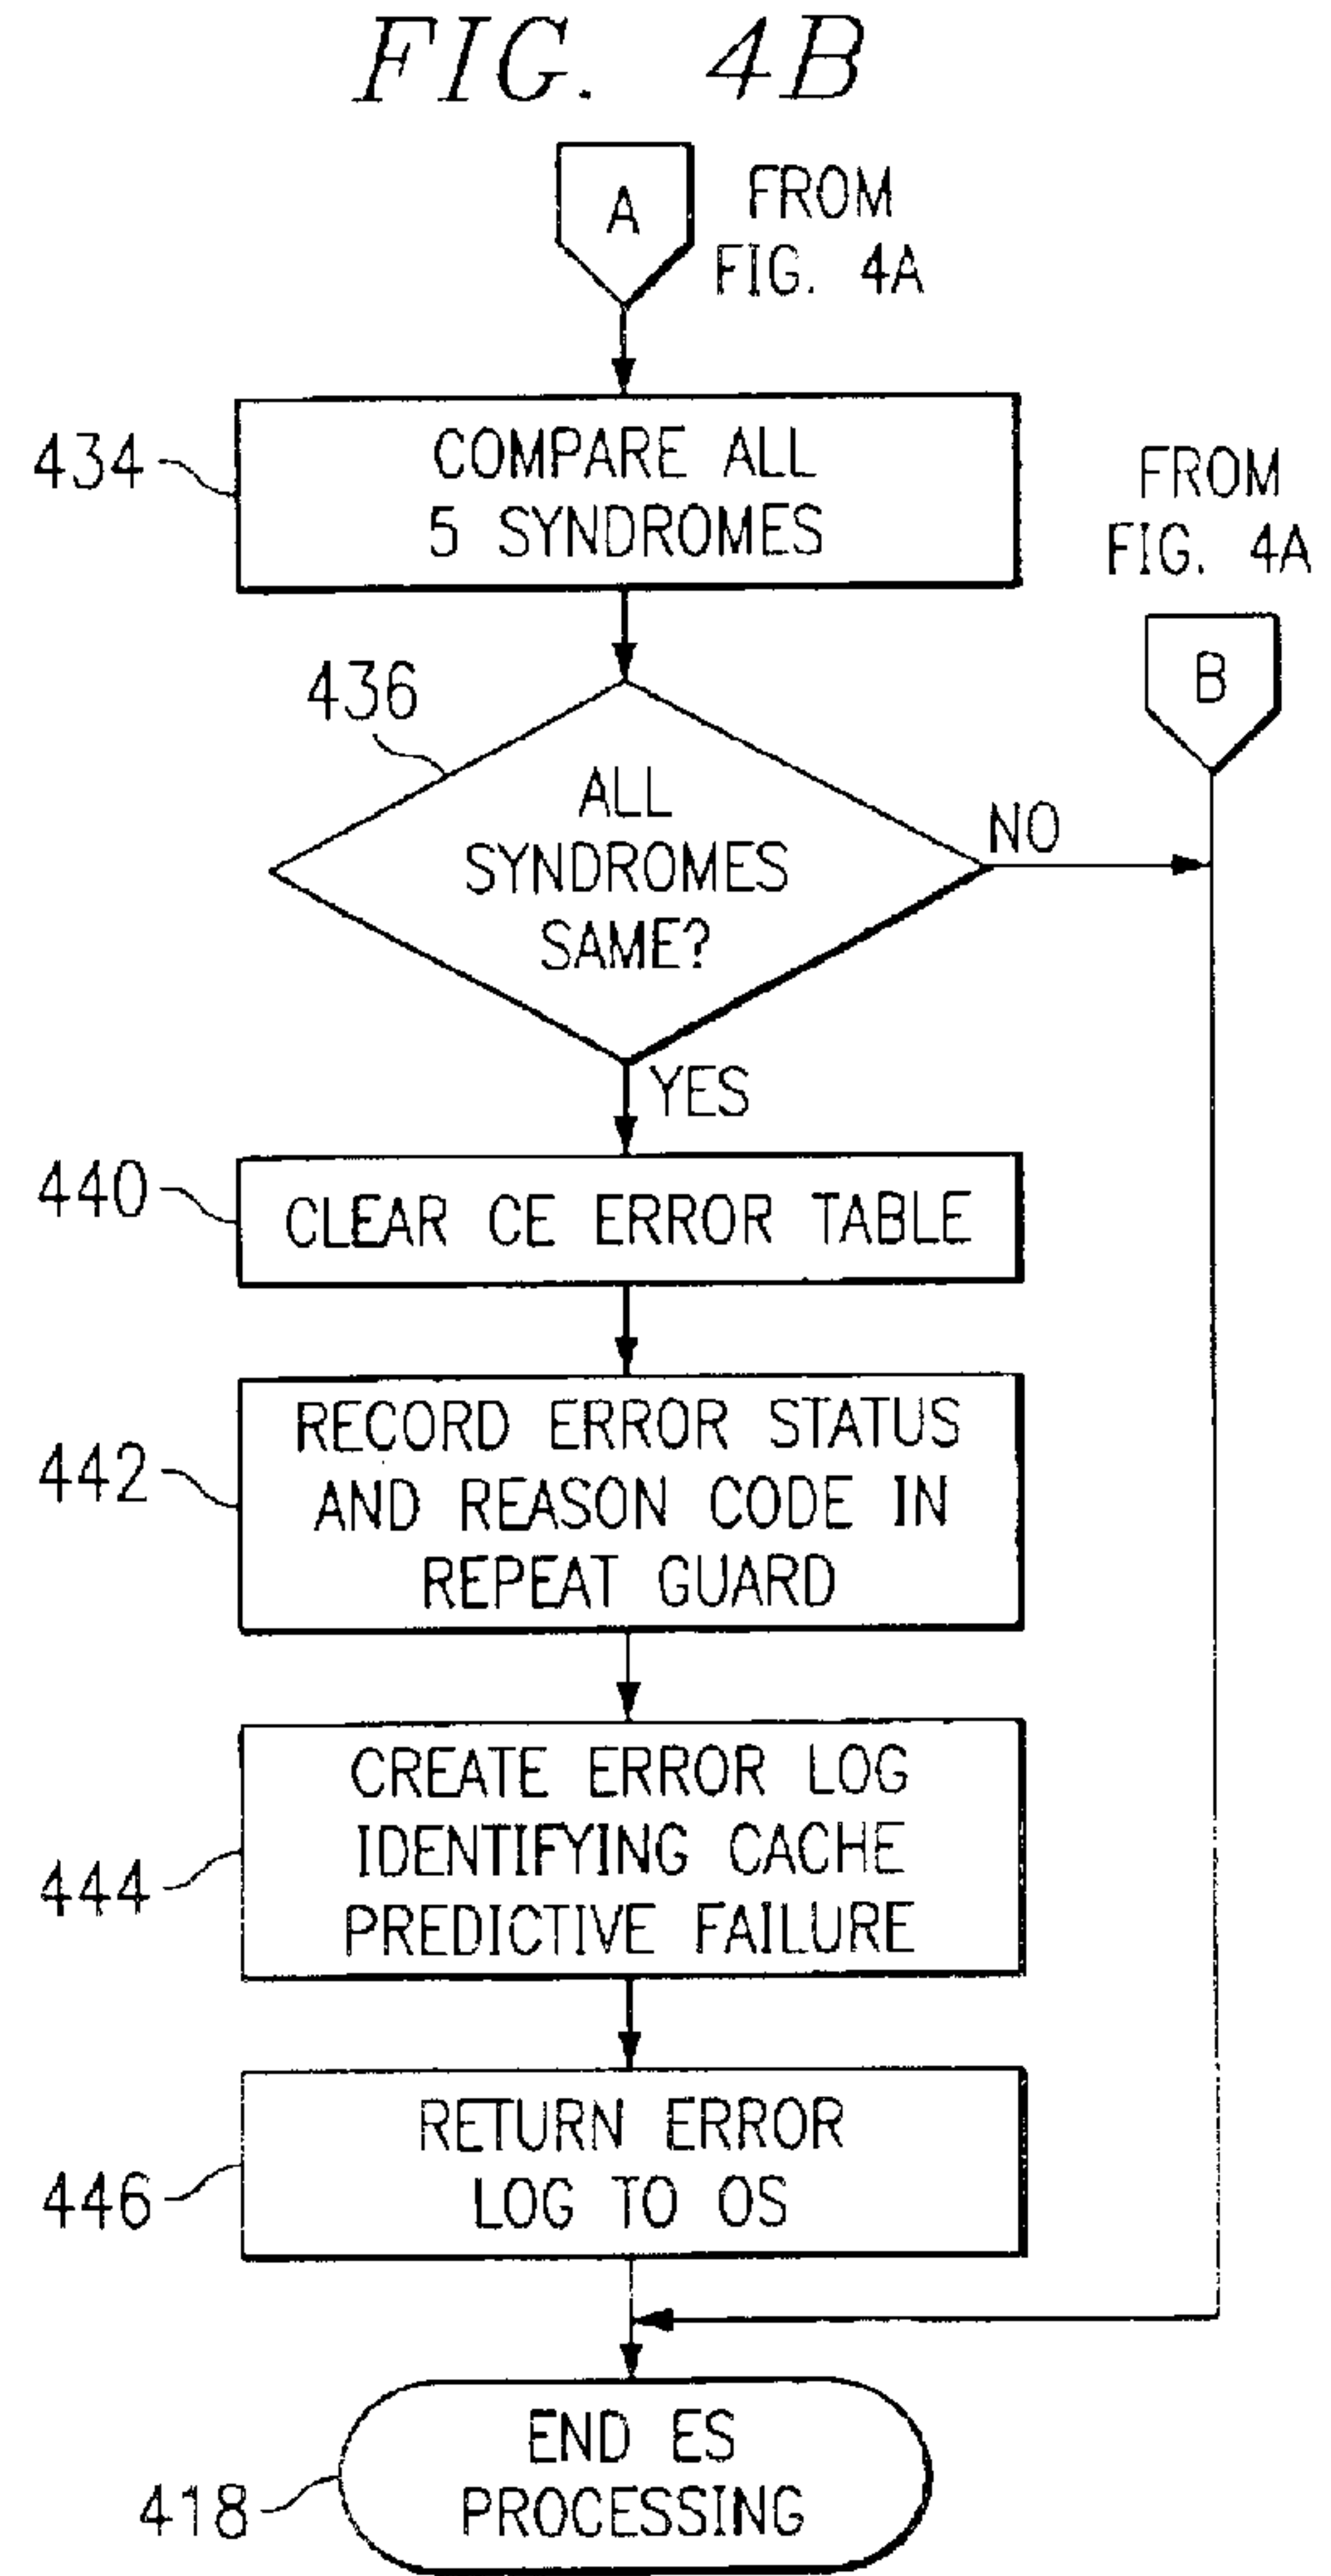 FIG. 4B
A
FROM
FIG. 4A
434
COMPARE ALL
5 SYNDROMES
FROM
FIG. 4A
B
436
ALL
SYNDROMES
SAME?
NO
YES
440
CLEAR CE ERROR TABLE
442
RECORD ERROR STATUS
AND REASON CODE IN
REPEAT GUARD
444
CREATE ERROR LOG
IDENTIFYING CACHE
PREDICTIVE FAILURE
446
RETURN ERROR
LOG TO OS
418
END ES
PROCESSING